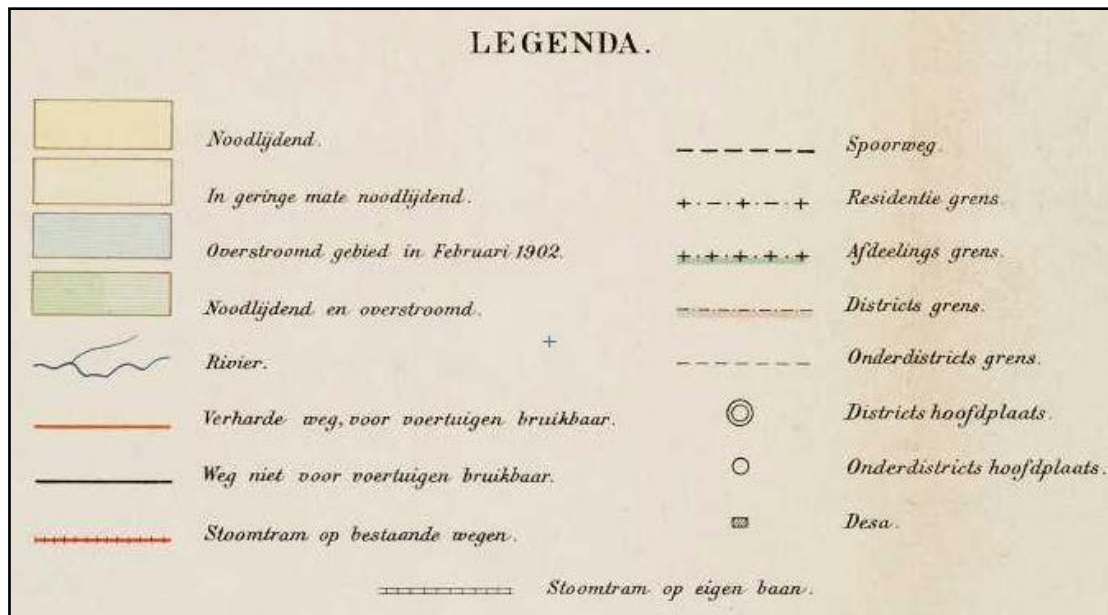 LEGENDA.
Noodlijdend.
In geringe mate noodlijdend.
Overstroomd gebied in Februari 1902.
Noodlijdend en overstroomd.
Rivier.
Verharde weg, voor voertuigen bruikbaar.
Weg niet voor voertuigen bruikbaar.
Stoomtram op bestaande wegen.
Spoorweg.
Residentie grens.
Afdeelings grens.
Districts grens.
Onderdistricts grens.
Districts hoofdplaats.
Onderdistricts hoofdplaats.
Desa.
Stoomtram op eigen baan.